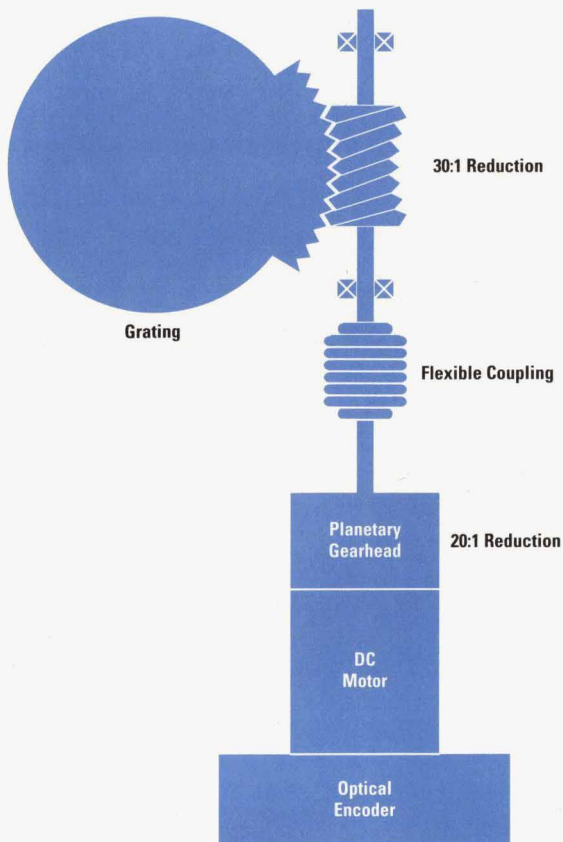 30:1 Reduction
Grating
Flexible Coupling
Planetary
Gearhead
20:1 Reduction
DC
Motor
Optical
Encoder